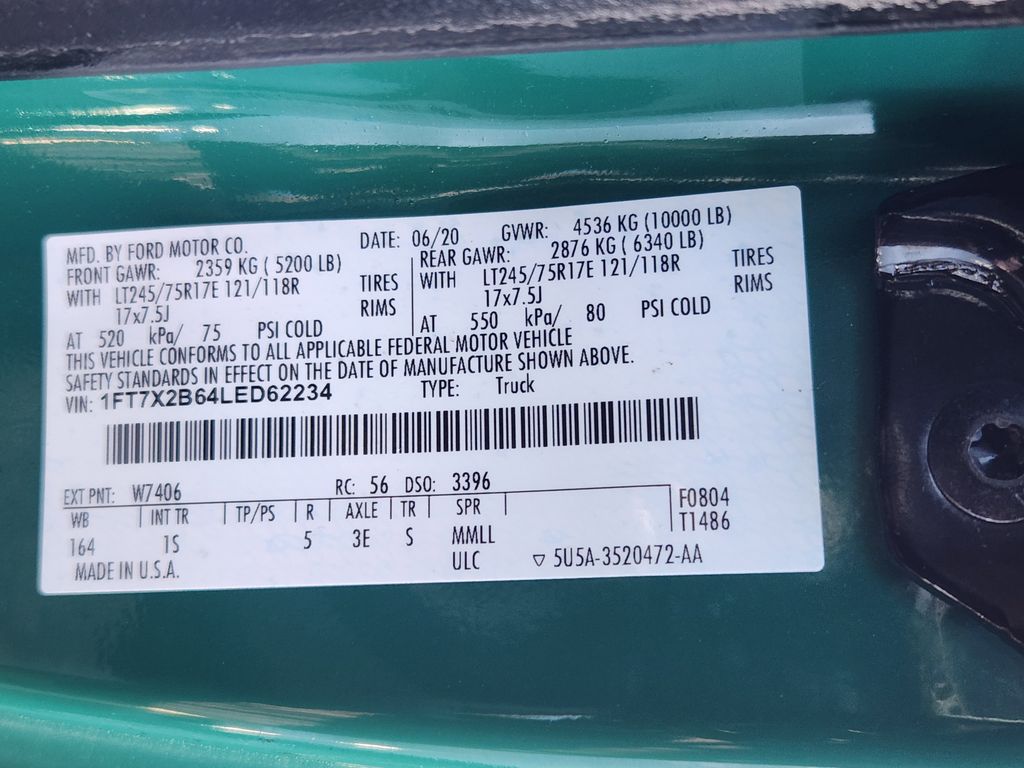 MFD. BY FORD MOTOR CO. DATE: 06/20 GVWR: 4536 KG (10000 LB)
FRONT GAWR: 2359 KG ( 5200 LB) REAR GAWR: 2876 KG ( 6340 LB)
WITH LT245/75R17E 121/118R TIRES WITH LT245/75R17E 121/118R TIRES
17x7.5J RIMS 17x7.5J RIMS
AT 520 kPa/ 75 PSI COLD AT 550 kPa/ 80 PSI COLD
THIS VEHICLE CONFORMS TO ALL APPLICABLE FEDERAL MOTOR VEHICLE
SAFETY STANDARDS IN EFFECT ON THE DATE OF MANUFACTURE SHOWN ABOVE.
VIN: 1FT7X2B64LED62234 TYPE: Truck
EXT PNT: W7406 RC: 56 DSO: 3396
WB INT TR TP/PS R AXLE TR SPR F0804
T1486
164 1S 5 3E S MMLL
MADE IN U.S.A. ULC ▽ 5U5A-3520472-AA